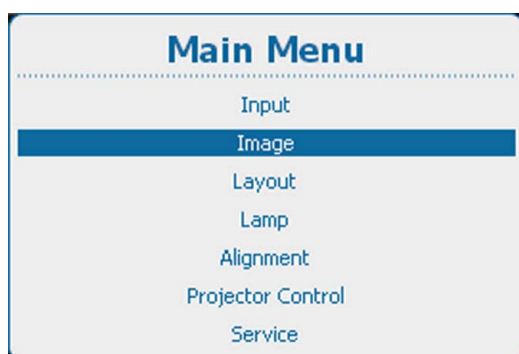 Main Menu
Input
Image
Layout
Lamp
Alignment
Projector Control
Service